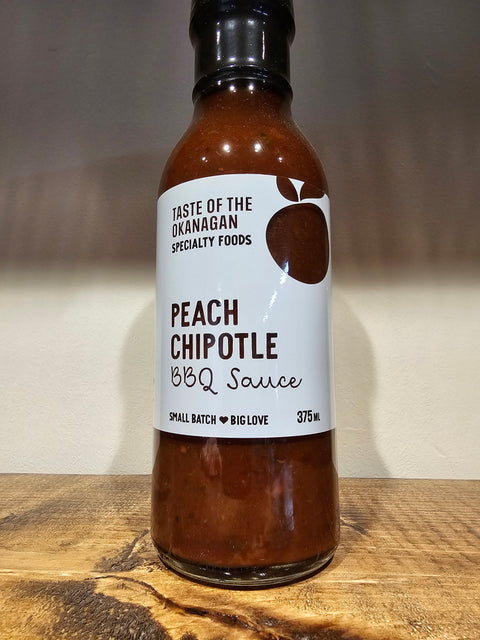 TASTE OF THE
OKANAGAN
SPECIALTY FOODS
PEACH
CHIPOTLE
BBQ Sauce
SMALL BATCH ♥ BIG LOVE
375 ML